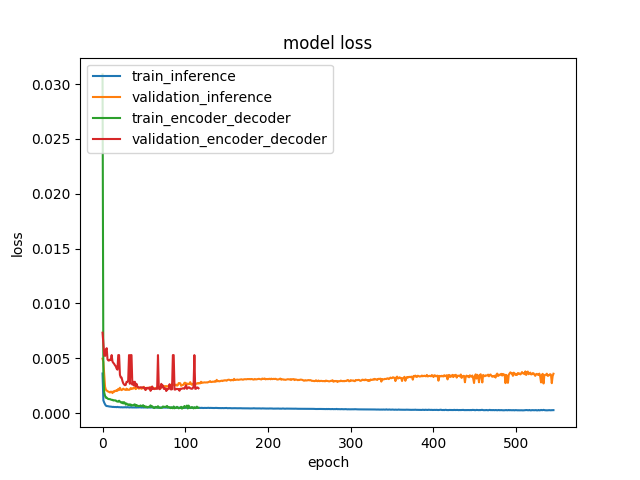 model loss
train_inference
validation_inference
train_encoder_decoder
validation_encoder_decoder
0.030
0.025
0.020
0.015
0.010
0.005
0.000
loss
0 100 200 300 400 500
epoch